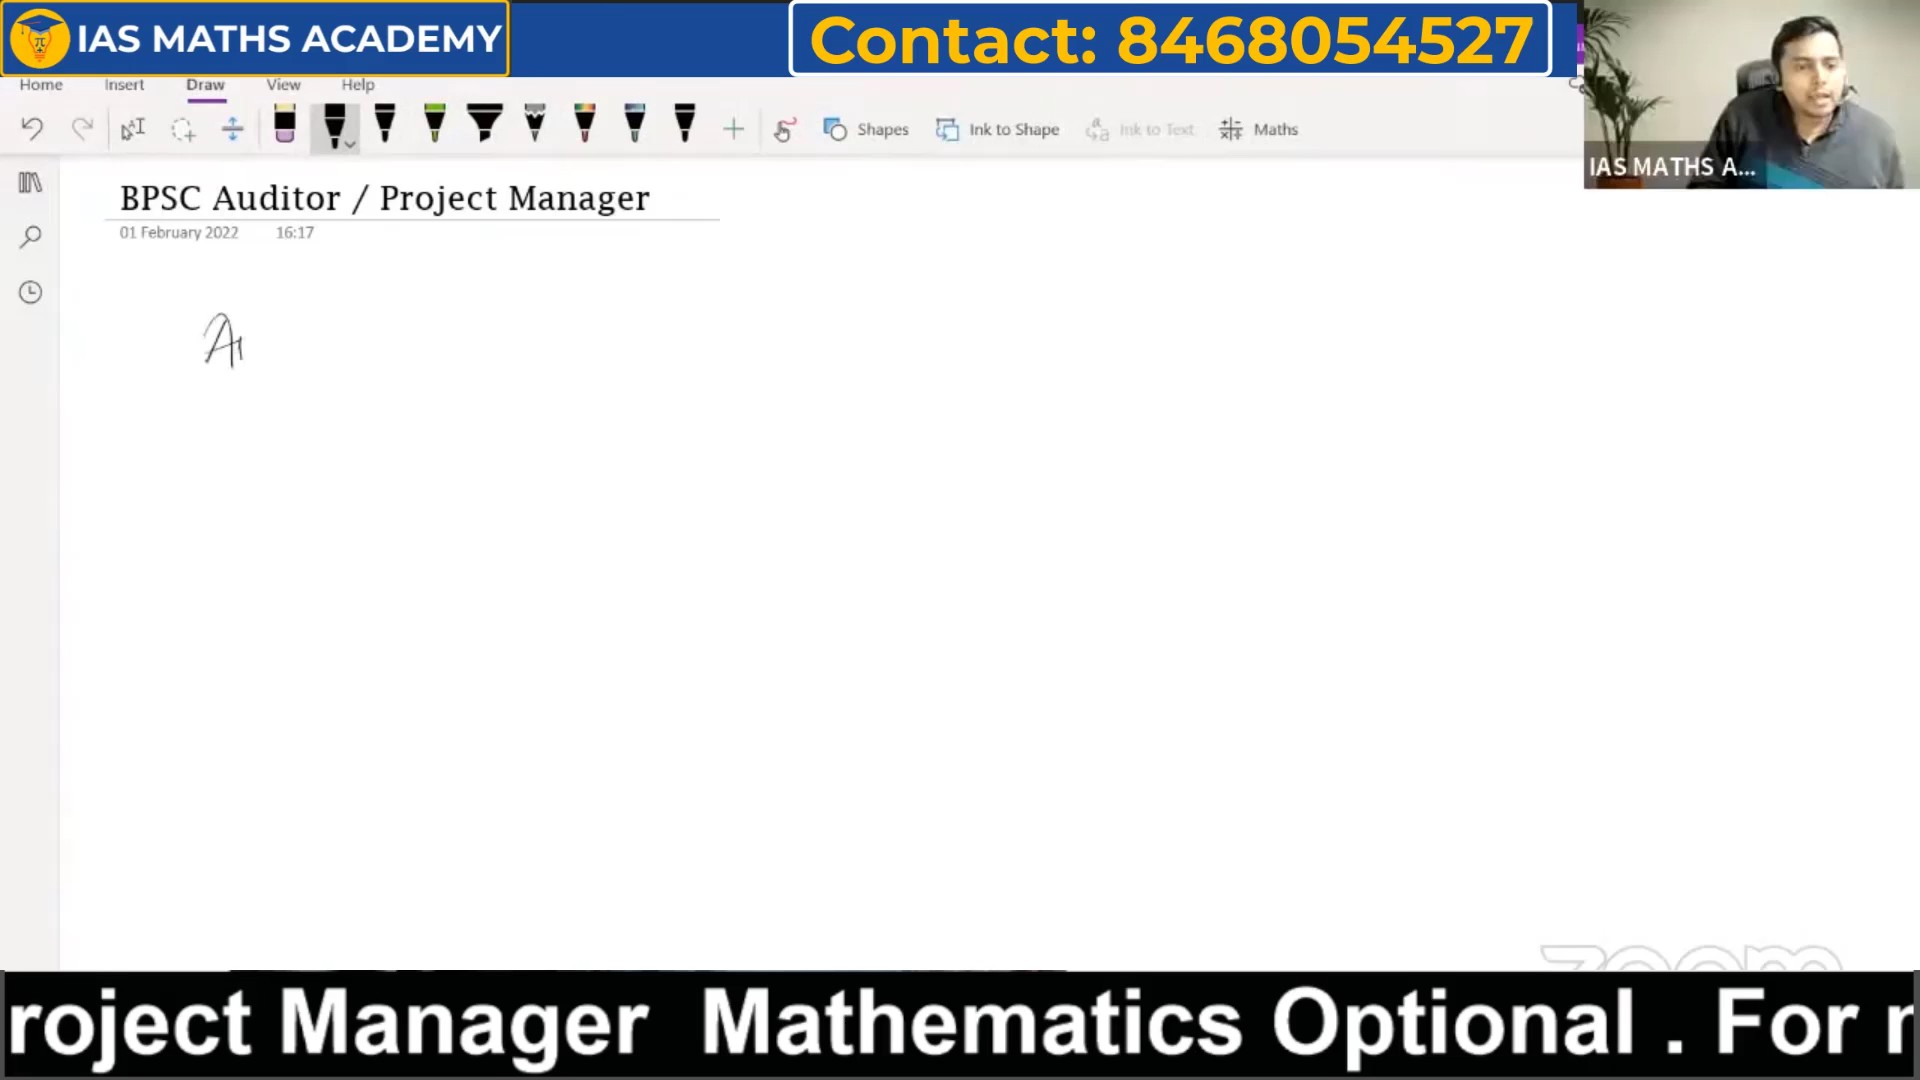 IAS MATHS ACADEMY
Contact: 8468054527
Home Insert Draw View Help
Shapes Ink to Shape Ink to Text Maths
IAS MATHS A...
BPSC Auditor / Project Manager
01 February 2022 16:17
zoom
roject Manager Mathematics Optional . For